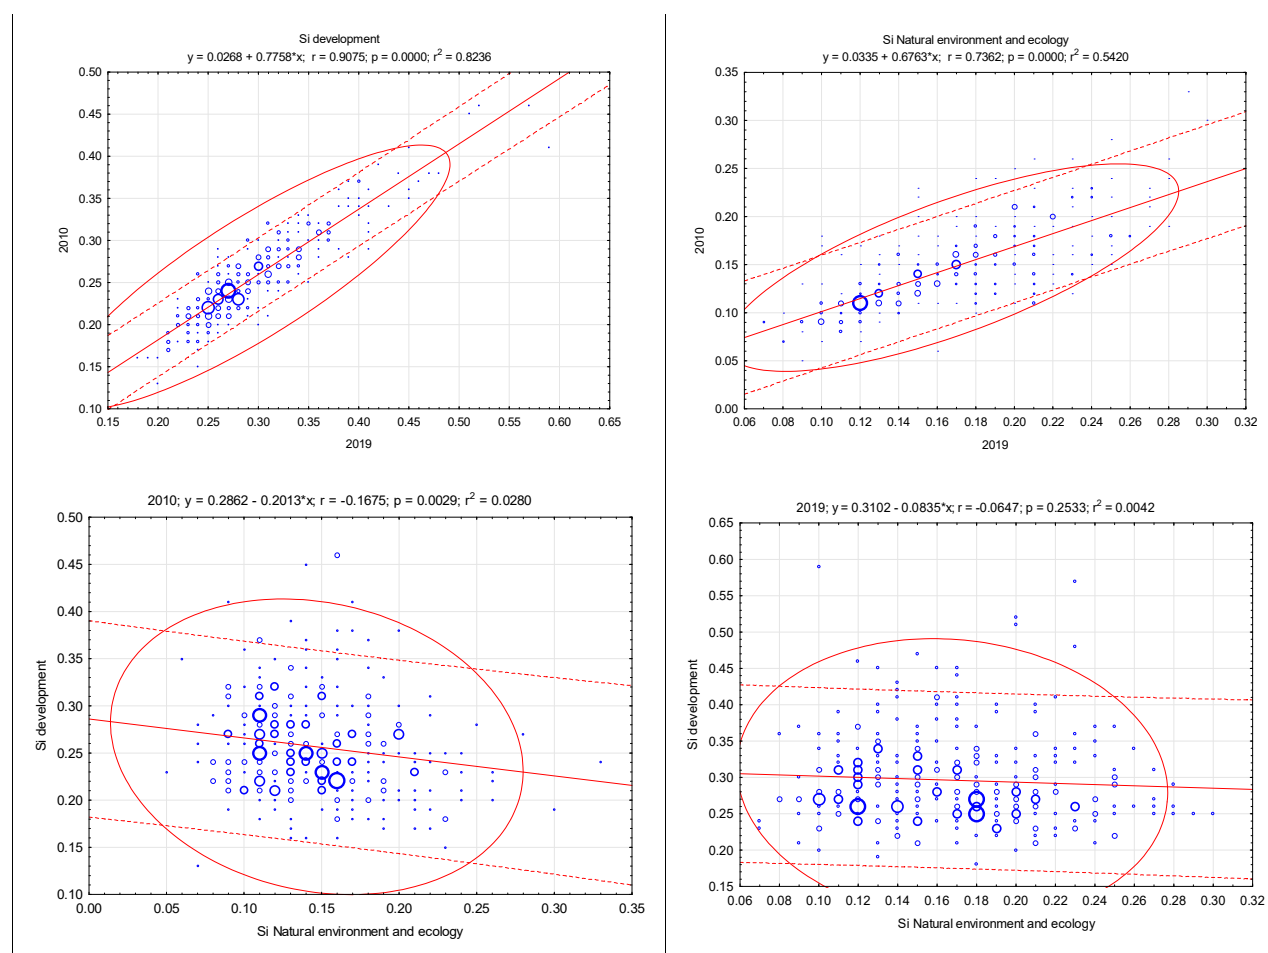 Si development
y = 0.0268 + 0.7758*x; r = 0.9075; p = 0.0000; r² = 0.8236
0.50
0.45
0.40
0.35
0.30
0.25
0.20
0.15
0.10
2010
0.15 0.20 0.25 0.30 0.35 0.40 0.45 0.50 0.55 0.60 0.65
2019
Si Natural environment and ecology
y = 0.0335 + 0.6763*x; r = 0.7362; p = 0.0000; r² = 0.5420
0.35
0.30
0.25
0.20
0.15
0.10
0.05
0.00
2010
0.06 0.08 0.10 0.12 0.14 0.16 0.18 0.20 0.22 0.24 0.26 0.28 0.30 0.32
2019
2010; y = 0.2862 - 0.2013*x; r = -0.1675; p = 0.0029; r² = 0.0280
0.50
0.45
0.40
0.35
0.30
0.25
0.20
0.15
0.10
Si development
0.00 0.05 0.10 0.15 0.20 0.25 0.30 0.35
Si Natural environment and ecology
2019; y = 0.3102 - 0.0835*x; r = -0.0647; p = 0.2533; r² = 0.0042
0.65
0.60
0.55
0.50
0.45
0.40
0.35
0.30
0.25
0.20
0.15
Si development
0.06 0.08 0.10 0.12 0.14 0.16 0.18 0.20 0.22 0.24 0.26 0.28 0.30 0.32
Si Natural environment and ecology